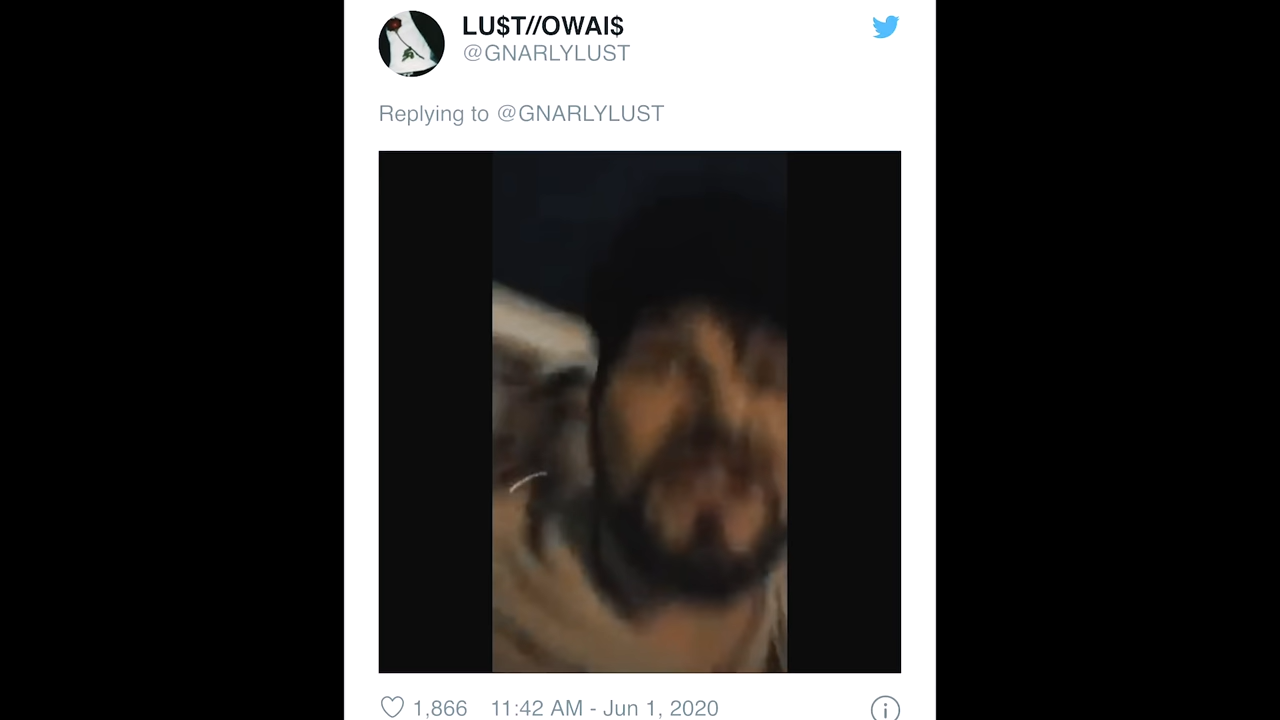 LU$T//OWAI$
@GNARLYLUST
Replying to @GNARLYLUST
1,866 11:42 AM - Jun 1, 2020